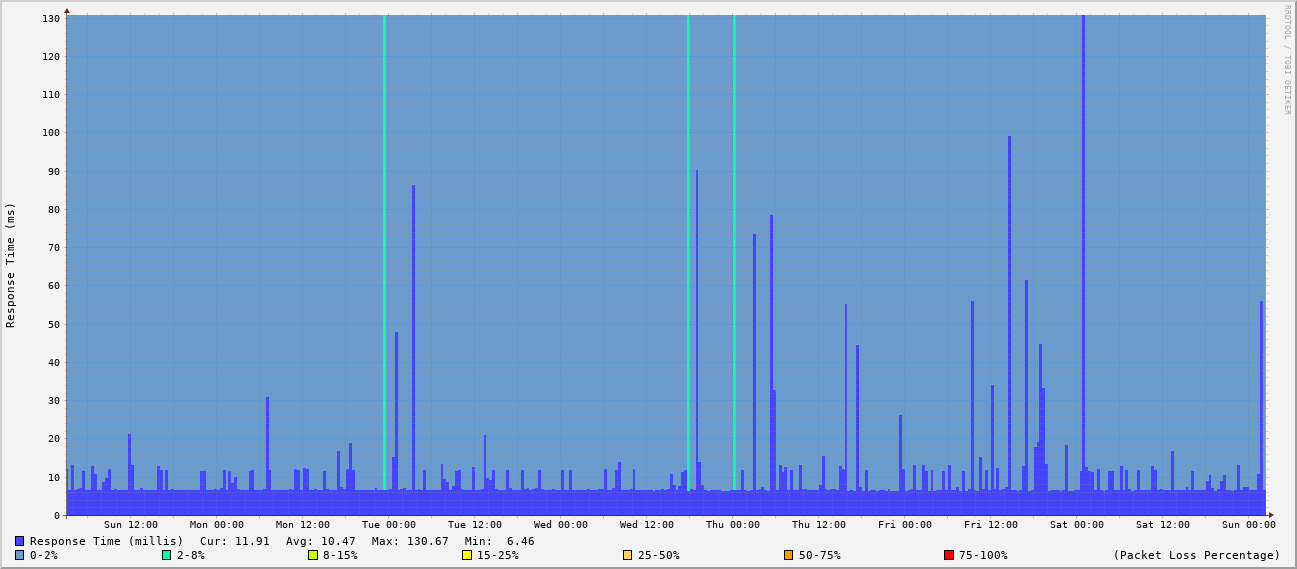 RRDTOOL / TOBI OETIKER
Response Time (ms)
130
120
110
100
90
80
70
60
50
40
30
20
10
0
Sun 12:00 Mon 00:00 Mon 12:00 Tue 00:00 Tue 12:00 Wed 00:00 Wed 12:00 Thu 00:00 Thu 12:00 Fri 00:00 Fri 12:00 Sat 00:00 Sat 12:00 Sun 00:00
Response Time (millis) Cur: 11.91 Avg: 10.47 Max: 130.67 Min: 6.46
0-2% 2-8% 8-15% 15-25% 25-50% 50-75% 75-100% (Packet Loss Percentage)